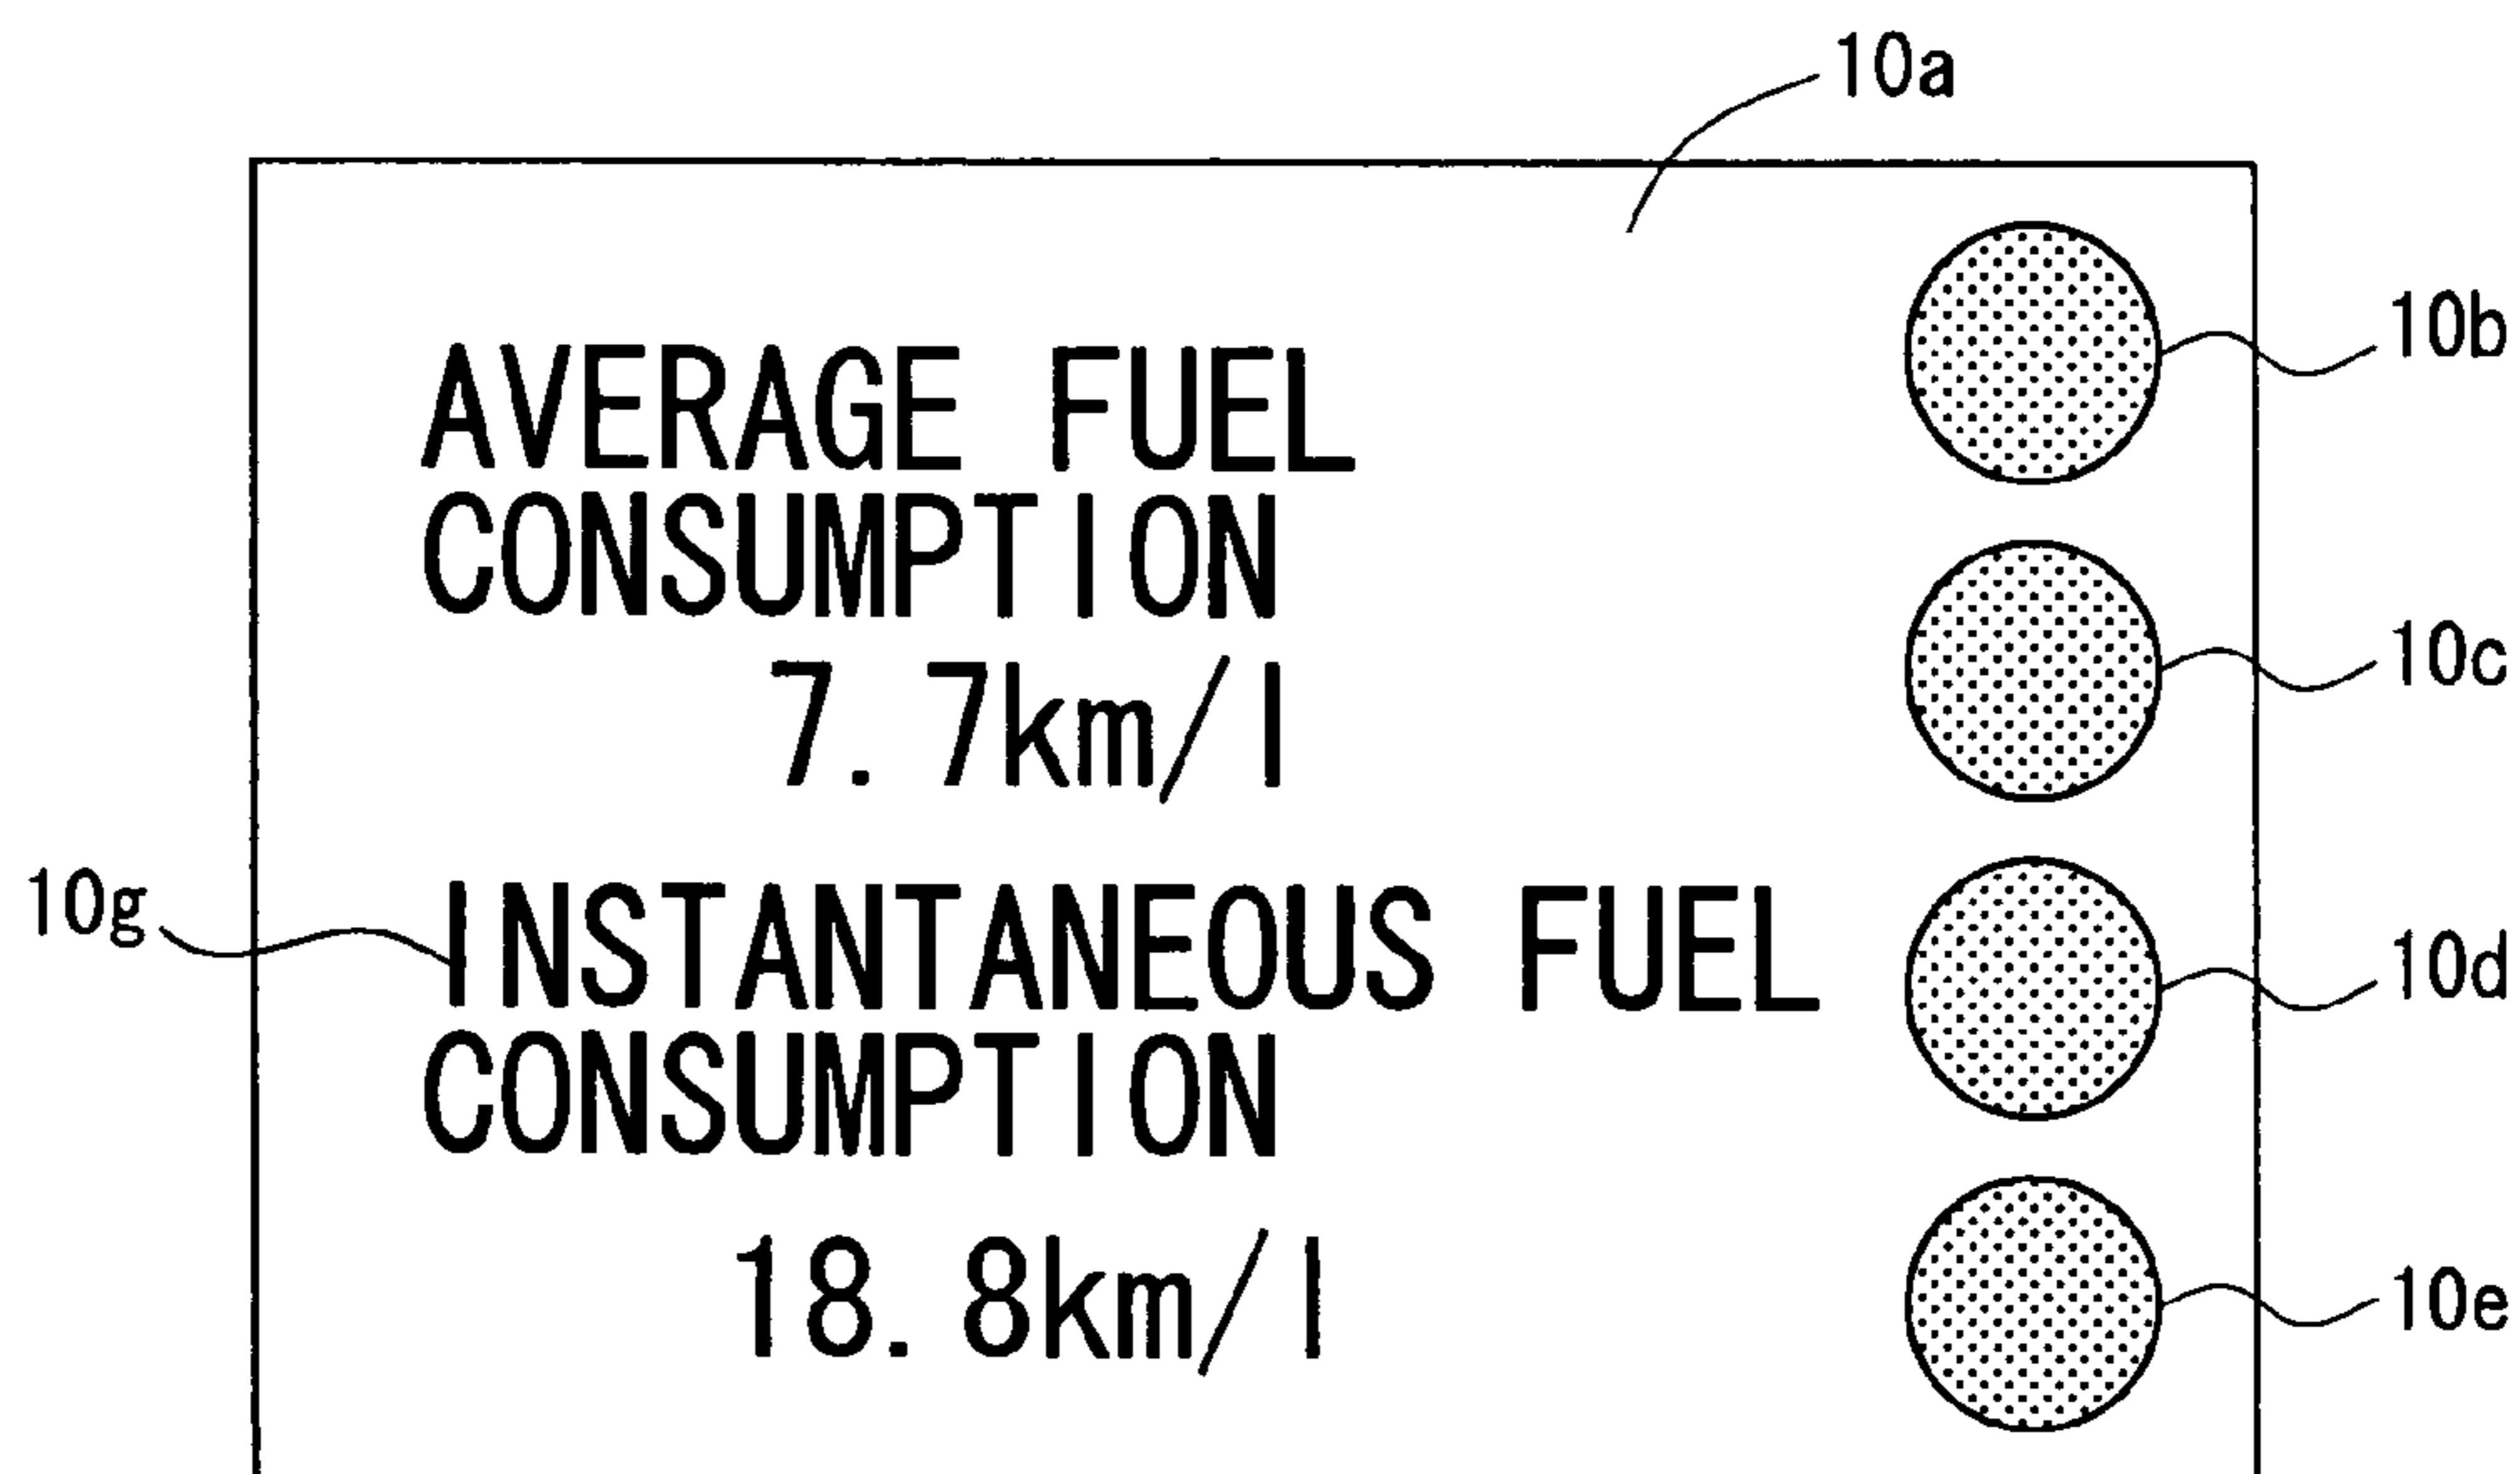 10a
10b
AVERAGE FUEL
CONSUMPTION
10c
7.7km/l
10g
INSTANTANEOUS FUEL
10d
CONSUMPTION
18.8km/l
10e